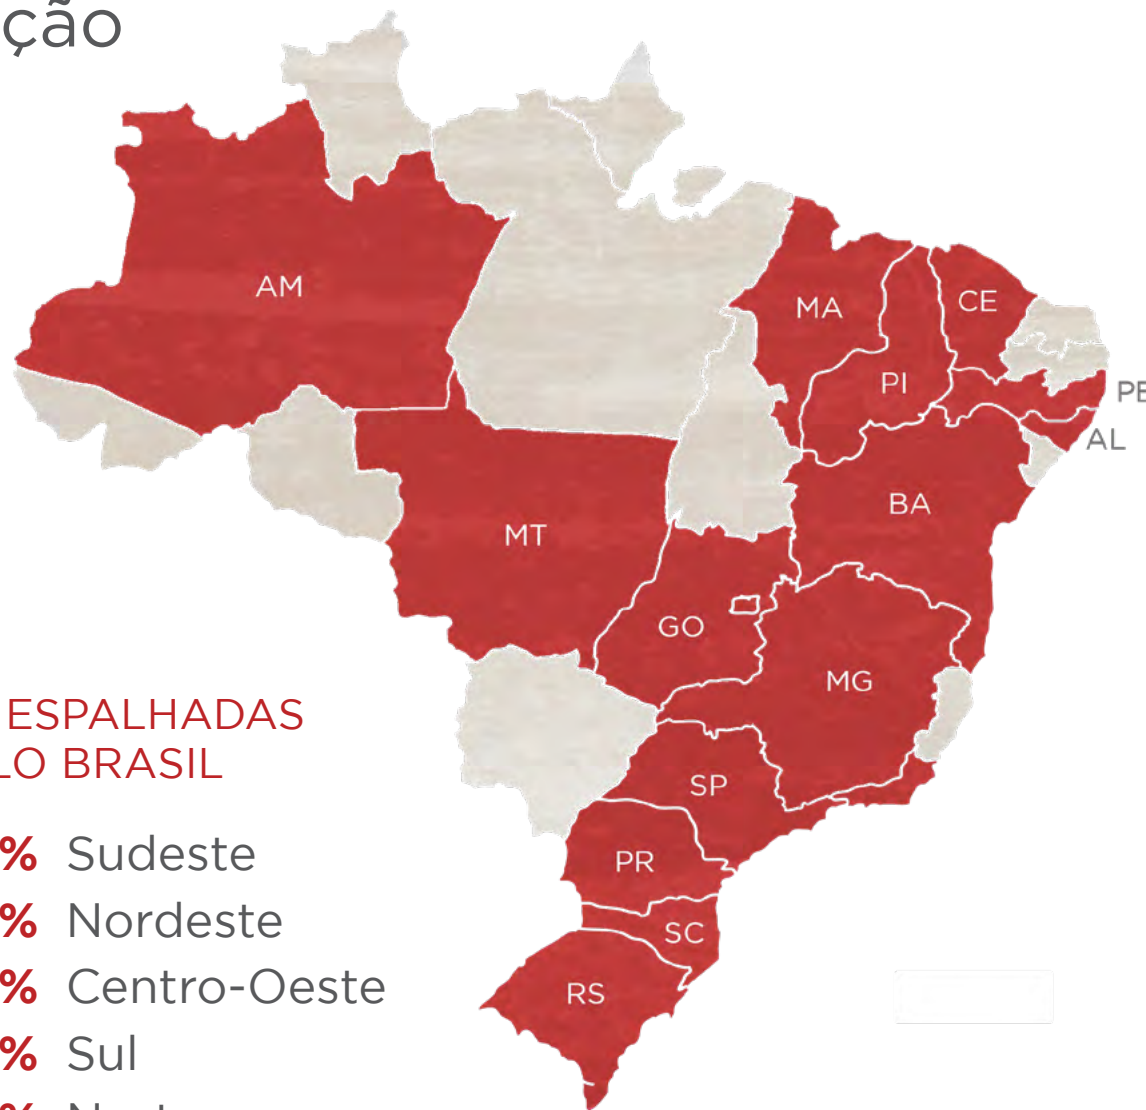 ção
AM
MA
CE
PI
PE
AL
BA
MT
GO
MG
ESPALHADAS
LO BRASIL
SP
% Sudeste
PR
% Nordeste
SC
% Centro-Oeste
RS
% Sul
%